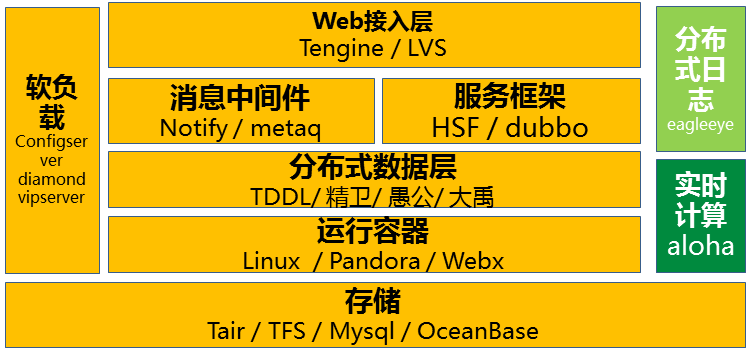 Web接入层
Tengine / LVS
软负
载
Configser
ver
diamond
vipserver
消息中间件
Notify / metaq
服务框架
HSF / dubbo
分布式数据层
TDDL/ 精卫/ 愚公/ 大禹
运行容器
Linux / Pandora / Webx
分布
式日
志
eagleeye
实时
计算
aloha
存储
Tair / TFS / Mysql / OceanBase